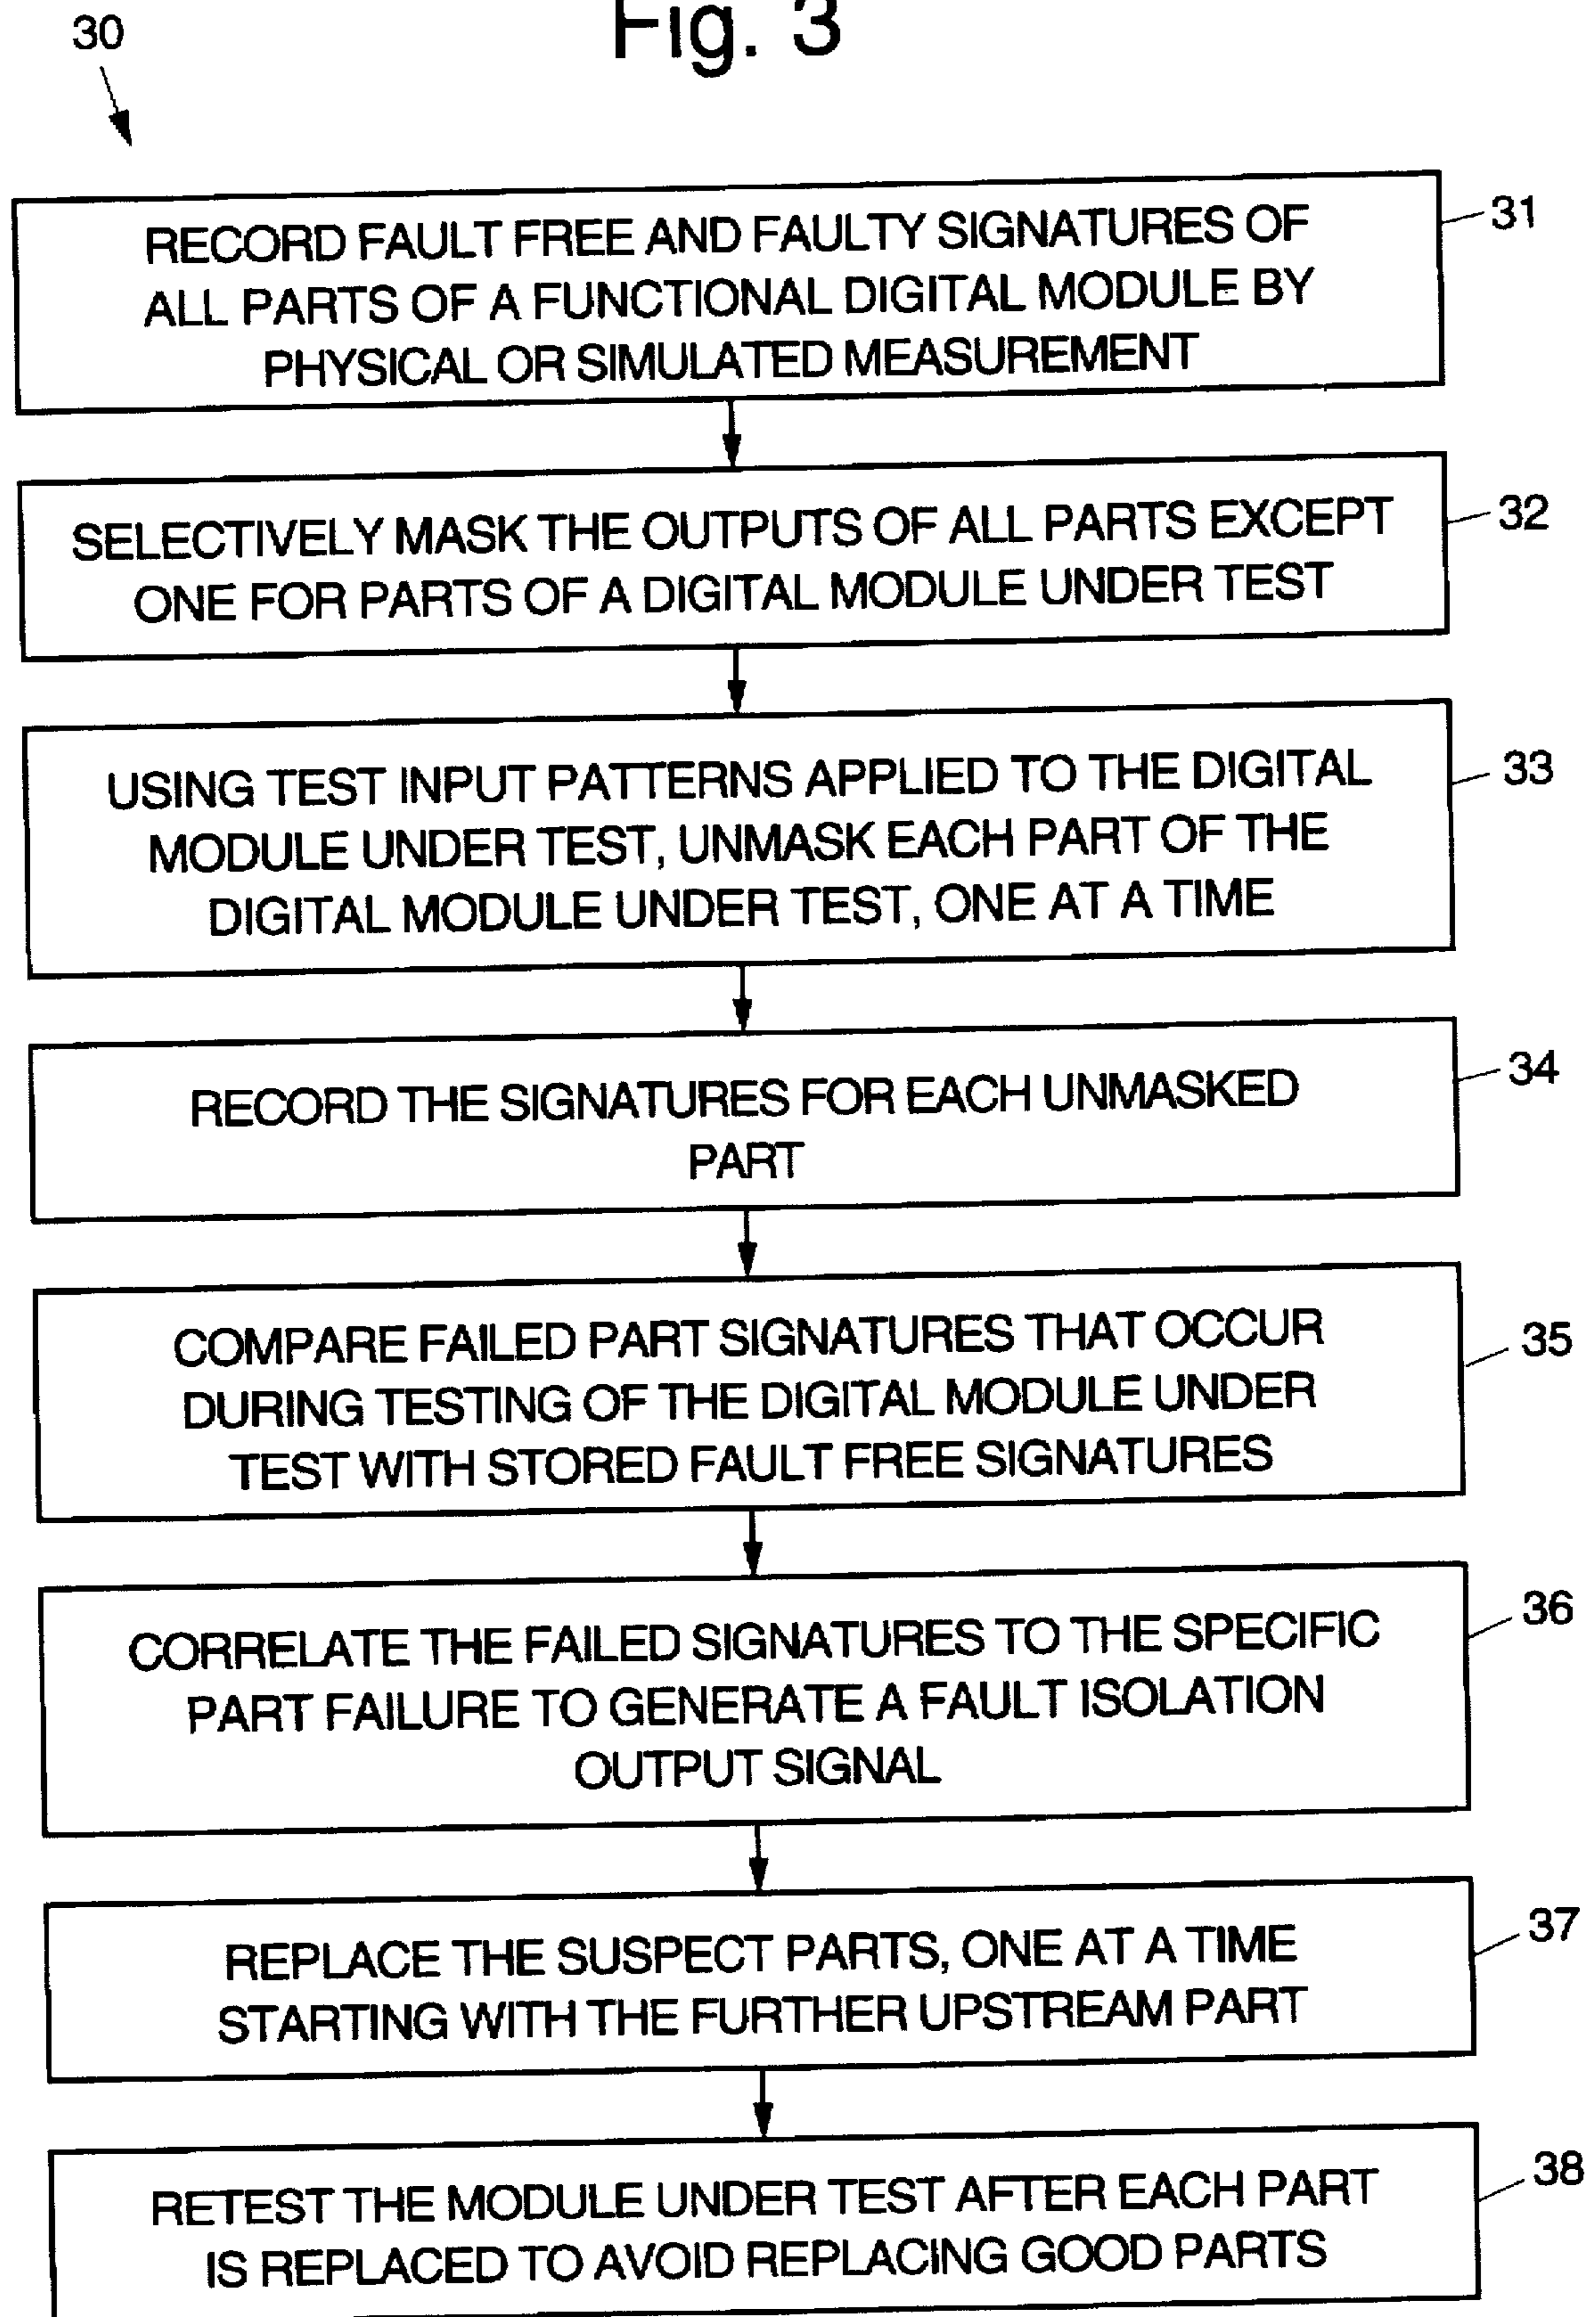 Fig. 3
30
RECORD FAULT FREE AND FAULTY SIGNATURES OF
ALL PARTS OF A FUNCTIONAL DIGITAL MODULE BY
PHYSICAL OR SIMULATED MEASUREMENT
31
SELECTIVELY MASK THE OUTPUTS OF ALL PARTS EXCEPT
ONE FOR PARTS OF A DIGITAL MODULE UNDER TEST
32
USING TEST INPUT PATTERNS APPLIED TO THE DIGITAL
MODULE UNDER TEST, UNMASK EACH PART OF THE
DIGITAL MODULE UNDER TEST, ONE AT A TIME
33
RECORD THE SIGNATURES FOR EACH UNMASKED
PART
34
COMPARE FAILED PART SIGNATURES THAT OCCUR
DURING TESTING OF THE DIGITAL MODULE UNDER
TEST WITH STORED FAULT FREE SIGNATURES
35
CORRELATE THE FAILED SIGNATURES TO THE SPECIFIC
PART FAILURE TO GENERATE A FAULT ISOLATION
OUTPUT SIGNAL
36
REPLACE THE SUSPECT PARTS, ONE AT A TIME
STARTING WITH THE FURTHER UPSTREAM PART
37
RETEST THE MODULE UNDER TEST AFTER EACH PART
IS REPLACED TO AVOID REPLACING GOOD PARTS
38